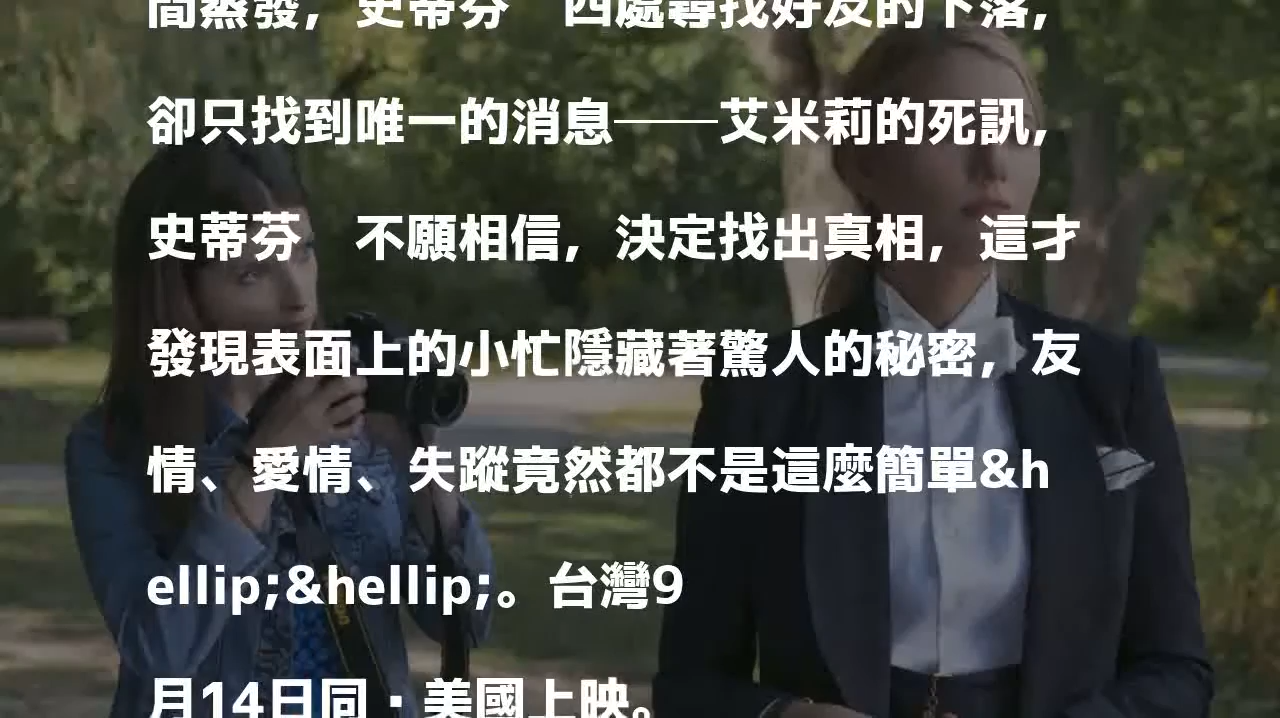 間蒸發，史蒂芬　四處尋找好友的下落，
卻只找到唯一的消息──艾米莉的死訊，
史蒂芬　不願相信，決定找出真相，這才
發現表面上的小忙隱藏著驚人的秘密，友
情、愛情、失蹤竟然都不是這麼簡單&h
ellip;&hellip;。台灣9
月14日同·美國上映。